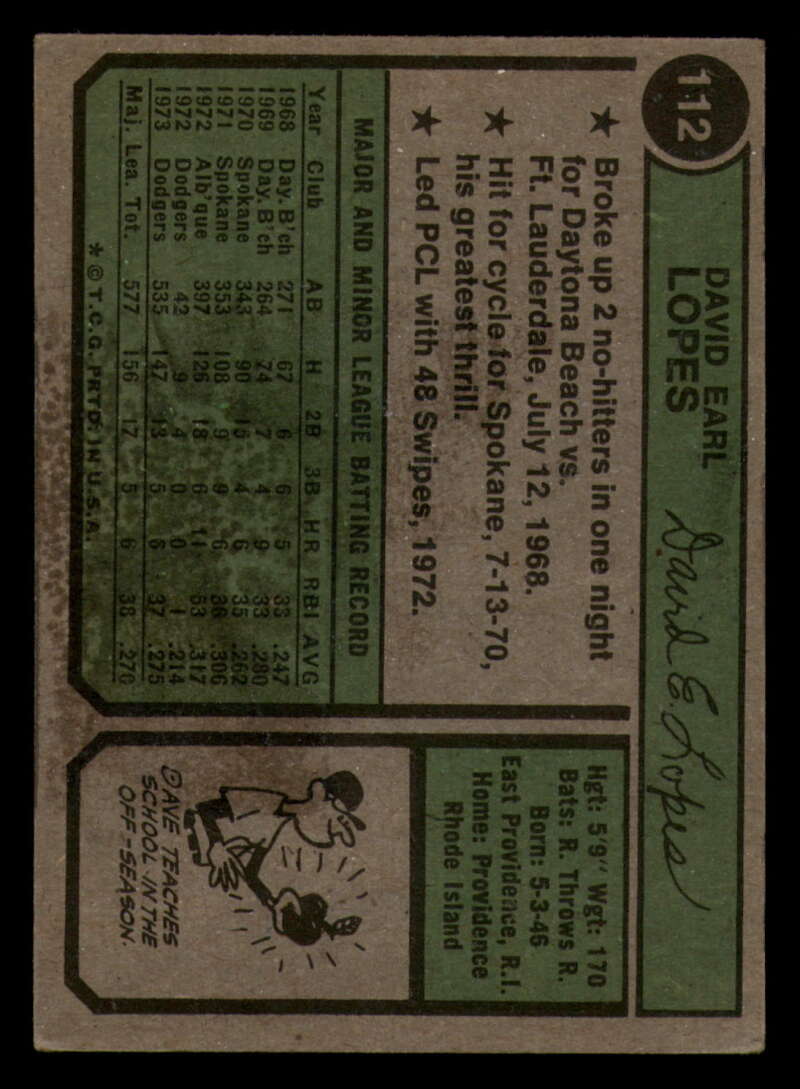 112
DAVID EARL
LOPES
David E. Lopes
★ Broke up 2 no-hitters in one night
for Daytona Beach vs.
Ft. Lauderdale, July 12, 1968.
★ Hit for cycle for Spokane, 7-13-70,
his greatest thrill.
★ Led PCL with 48 Swipes, 1972.
MAJOR AND MINOR LEAGUE BATTING RECORD
Year Club AB H 2B 3B HR RBI AVG
1968 Day. B'ch 271 67 6 6 5 33 .247
1969 Day. B'ch 264 74 7 4 9 33 .280
1970 Spokane 343 90 15 4 6 35 .262
1971 Spokane 353 108 9 9 6 36 .306
1972 Alb'que 397 126 18 6 11 53 .317
1972 Dodgers 42 9 4 0 0 1 .214
1973 Dodgers 535 147 13 5 6 37 .275
Maj. Lea. Tot. 577 156 17 5 6 38 .270
* © T.C.G. PRTD. IN U.S.A.
Hgt: 5'9" Wgt: 170
Bats: R. Throws R.
Born: 5-3-46
East Providence, R.I.
Home: Providence
Rhode Island
DAVE TEACHES
SCHOOL IN THE
OFF-SEASON.